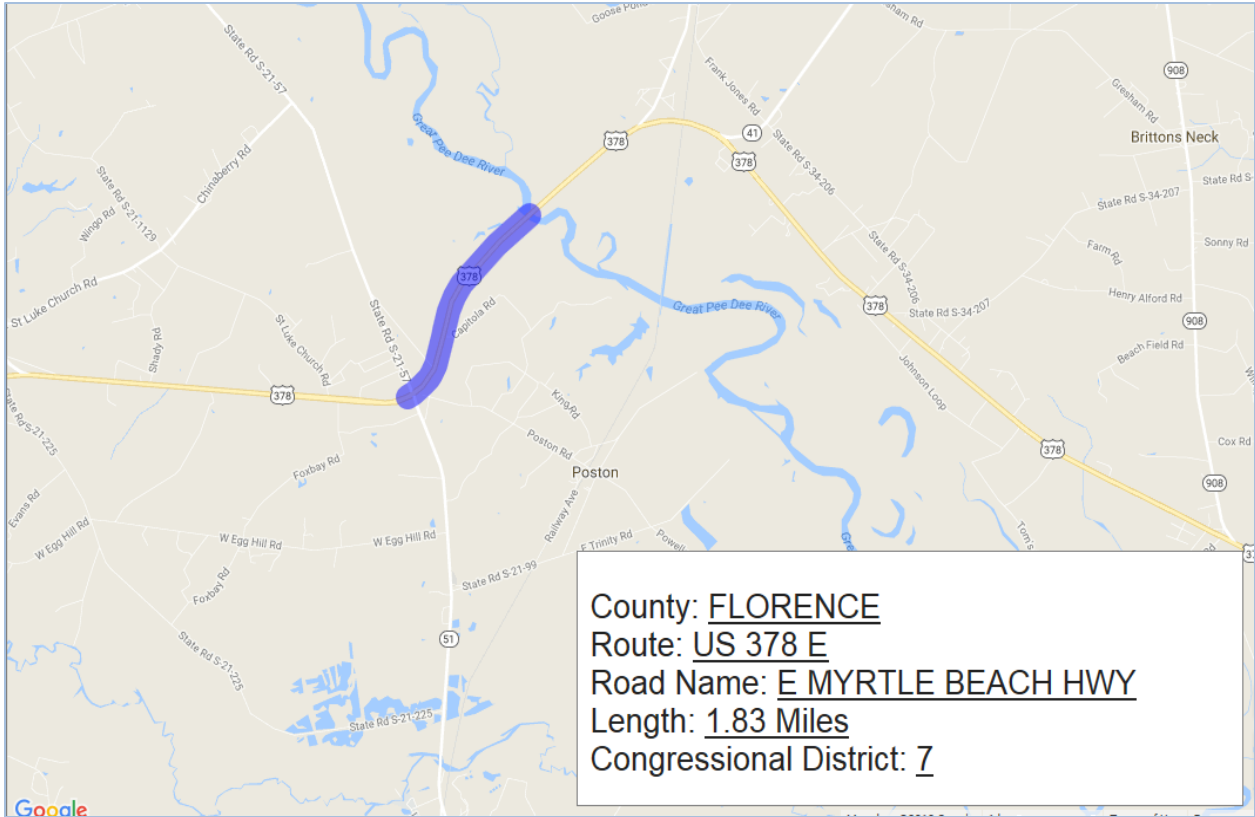 Goose Pond
State Rd S-21-57
Frank Jones Rd
908
Gresham Rd
Brittons Neck
Great Pee Dee River
378
41
378
State Rd S-34-206
Chinaberry Rd
State Rd S-21-1129
Wingo Rd
State Rd S-34-207
State Rd S-
Sonny Rd
Farm Rd
State Rd S-34-206
378
Great Pee Dee River
Henry Alford Rd
St Luke Church Rd
Capitola Rd
State Rd S-21-57
378
State Rd S-34-207
908
St Luke Church Rd
Shady Rd
Beach Field Rd
Johnson Loop
378
King Rd
State Rd S-21-225
Poston Rd
Cox Rd
378
Foxbay Rd
Poston
908
Evans Rd
Railway Ave
W Egg Hill Rd
W Egg Hill Rd
W Egg Hill Rd
E Trinity Rd
Powell
Tom's
Rd
State Rd S-21-99
Foxbay Rd
51
State Rd S-21-225
State Rd S-21-225
County: FLORENCE
Route: US 378 E
Road Name: E MYRTLE BEACH HWY
Length: 1.83 Miles
Congressional District: 7
Google